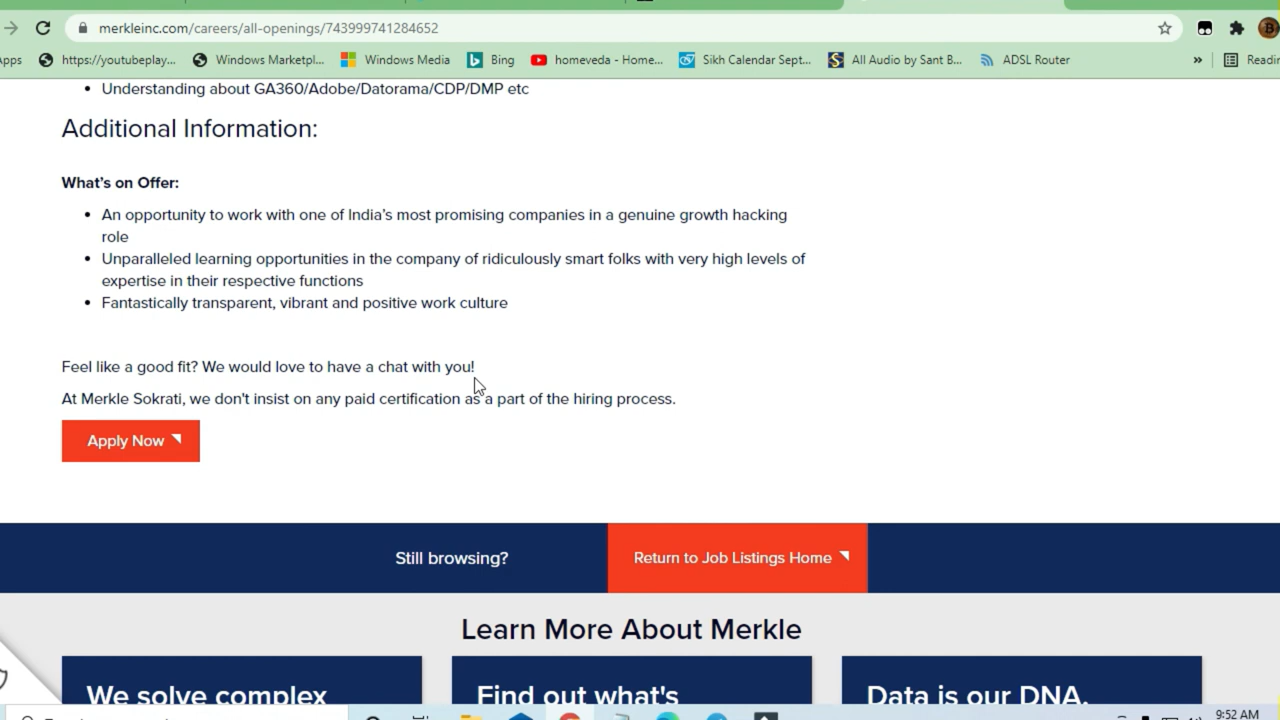 merkleinc.com/careers/all-openings/743999741284652
Apps https://youtubeplay... Windows Marketpl... Windows Media Bing homeveda - Home... Sikh Calendar Sept... All Audio by Sant B... ADSL Router »
• Understanding about GA360/Adobe/Datorama/CDP/DMP etc
Additional Information:
What's on Offer:
• An opportunity to work with one of India's most promising companies in a genuine growth hacking
role
• Unparalleled learning opportunities in the company of ridiculously smart folks with very high levels of
expertise in their respective functions
• Fantastically transparent, vibrant and positive work culture
Feel like a good fit? We would love to have a chat with you!
At Merkle Sokrati, we don't insist on any paid certification as a part of the hiring process.
Apply Now
Still browsing?
Return to Job Listings Home
Learn More About Merkle
We solve complex
Find out what's
Data is our DNA.
9:52 AM